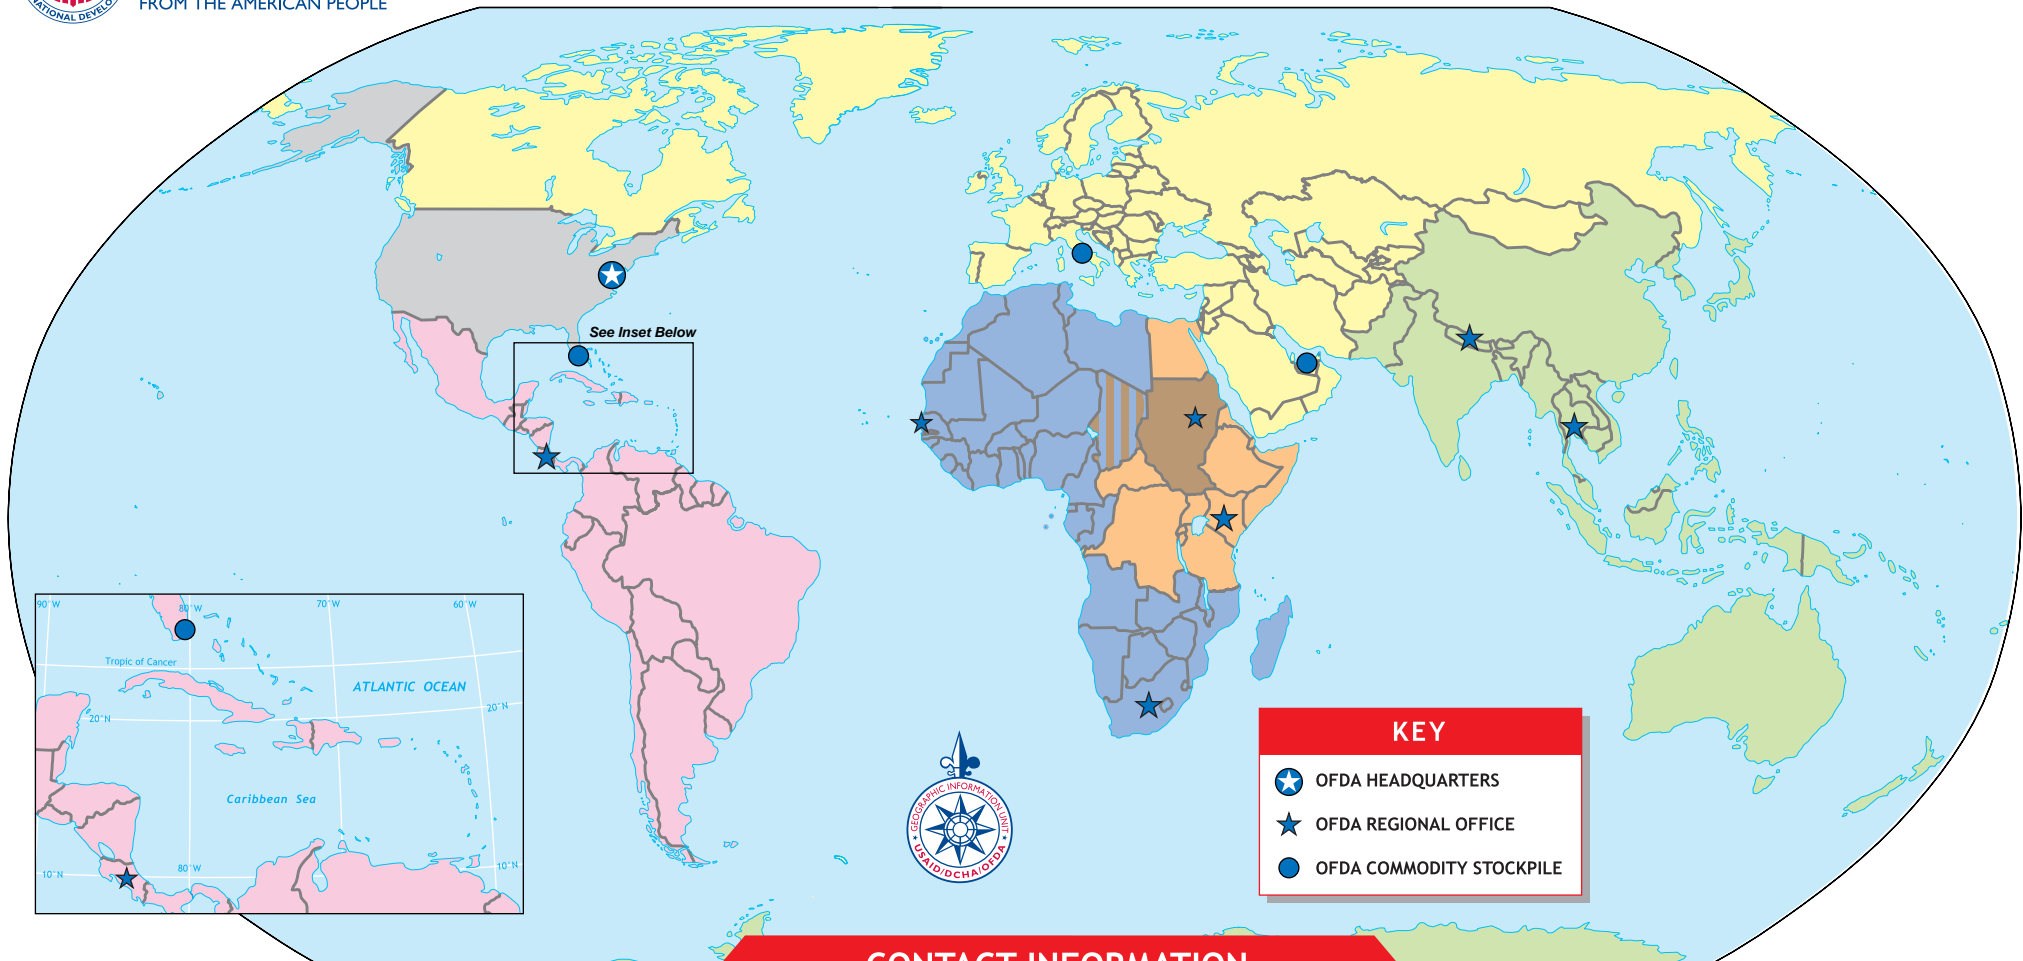 NATIONAL DEVELO
FROM THE AMERICAN PEOPLE
See Inset Below
90°W
80°W
70°W
60°W
Tropic of Cancer
ATLANTIC OCEAN
20°N
20°N
Caribbean Sea
10°N
80°W
10°N
GEOGRAPHIC INFORMATION UNIT
USAID/DCHA/OFDA
KEY
OFDA HEADQUARTERS
OFDA REGIONAL OFFICE
OFDA COMMODITY STOCKPILE
CONTACT INFORMATION